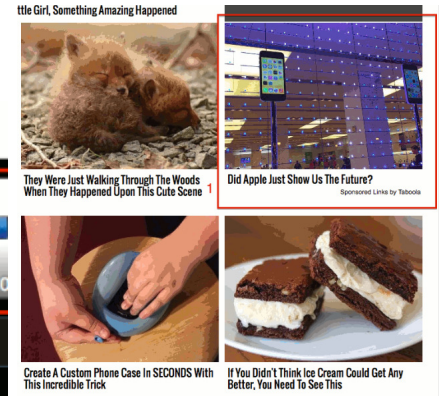 ttle Girl, Something Amazing Happened
They Were Just Walking Through The Woods
When They Happened Upon This Cute Scene
1
Did Apple Just Show Us The Future?
Sponsored Links by Taboola
Create A Custom Phone Case In SECONDS With
This Incredible Trick
If You Didn't Think Ice Cream Could Get Any
Better, You Need To See This